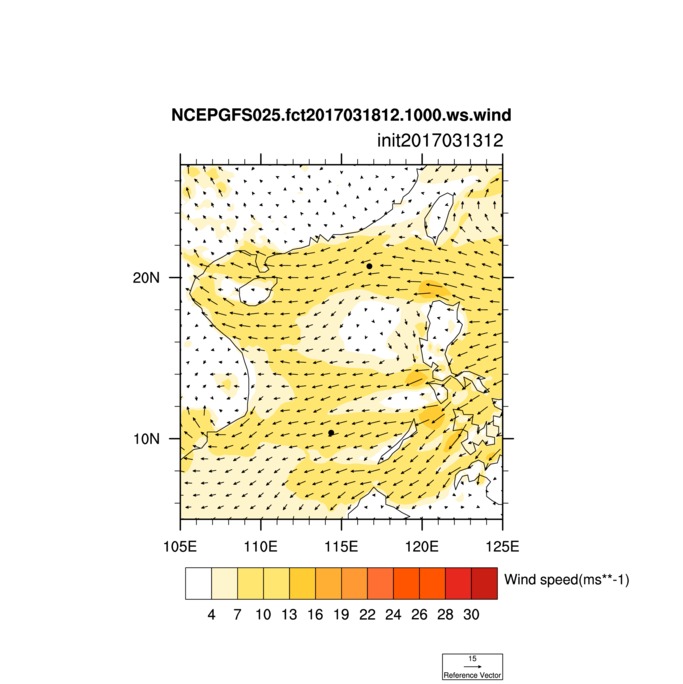 NCEPGFS025.fct2017031812.1000.ws.wind
init2017031312
20N
10N
105E 110E 115E 120E 125E
Wind speed(ms**-1)
4 7 10 13 16 19 22 24 26 28 30
15
Reference Vector